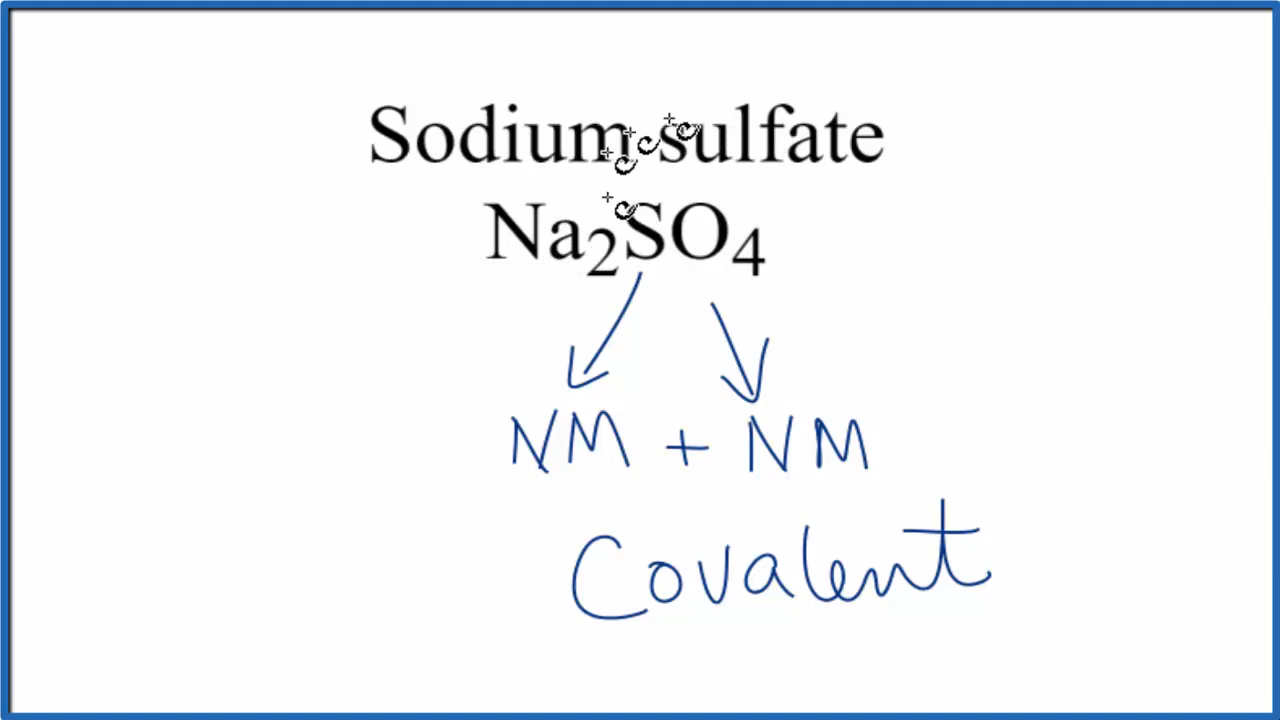 Sodium sulfate
Na₂SO₄
NM + NM
Covalent